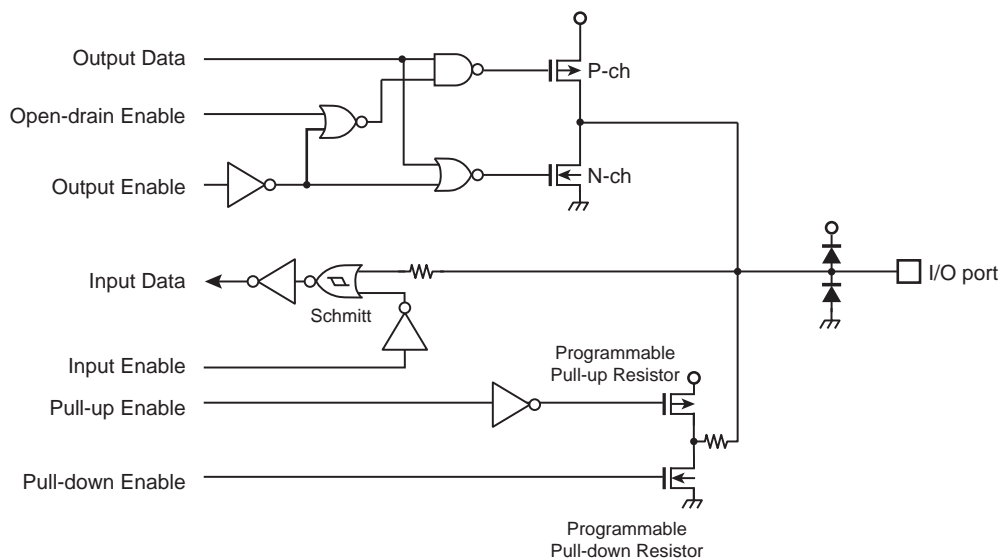 Output Data
P-ch
Open-drain Enable
Output Enable
N-ch
Input Data
Schmitt
I/O port
Input Enable
Programmable
Pull-up Resistor
Pull-up Enable
Pull-down Enable
Programmable
Pull-down Resistor